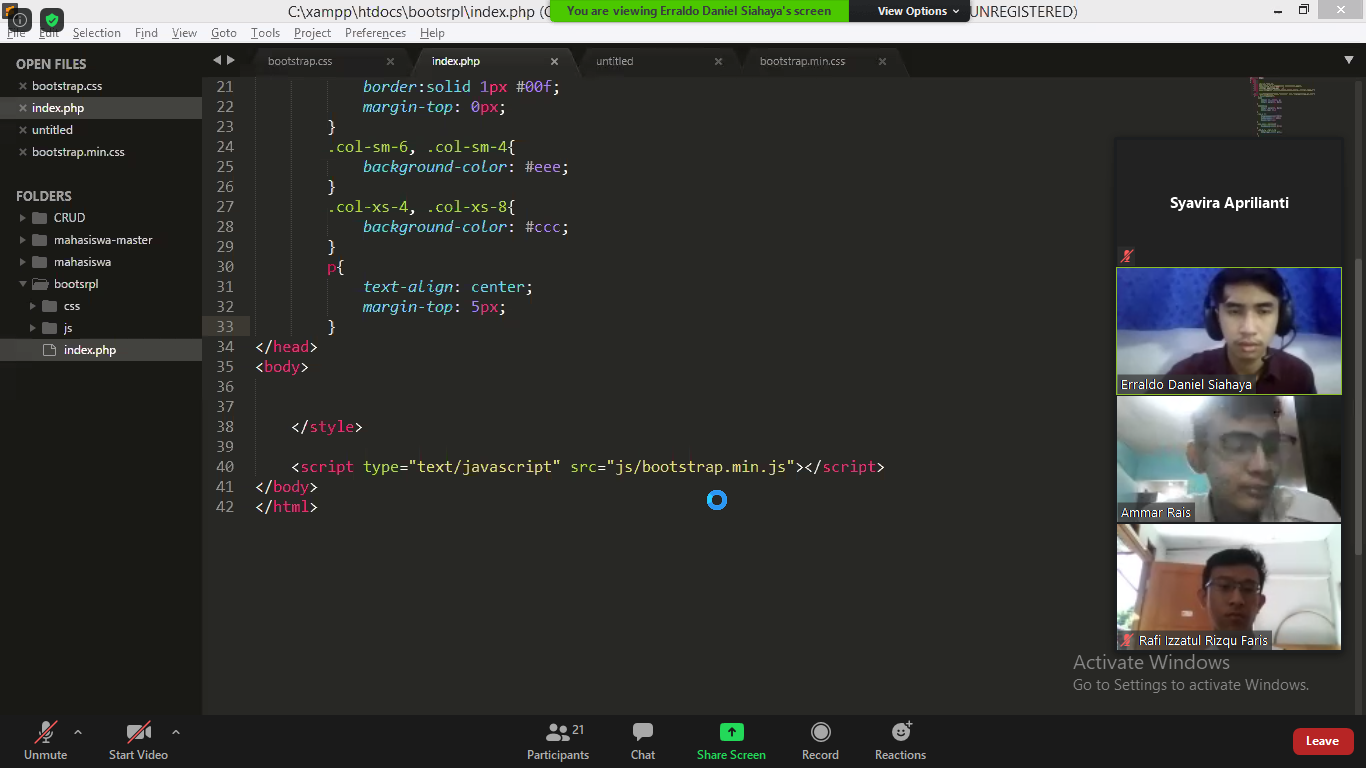 C:\xampp\htdocs\bootsrpl\index.php (
You are viewing Erraldo Daniel Siahaya's screen
View Options
UNREGISTERED)
File Edit Selection Find View Goto Tools Project Preferences Help
OPEN FILES
bootstrap.css
index.php
untitled
bootstrap.min.css
FOLDERS
CRUD
mahasiswa-master
mahasiswa
bootsrpl
css
js
index.php
bootstrap.css
index.php
untitled
bootstrap.min.css
21 border:solid 1px #00f;
22 margin-top: 0px;
23 }
24 .col-sm-6, .col-sm-4{
25 background-color: #eee;
26 }
27 .col-xs-4, .col-xs-8{
28 background-color: #ccc;
29 }
30 p{
31 text-align: center;
32 margin-top: 5px;
33 }
34 </head>
35 <body>
36
37
38 </style>
39
40 <script type="text/javascript" src="js/bootstrap.min.js"></script>
41 </body>
42 </html>
Syavira Aprilianti
Erraldo Daniel Siahaya
Ammar Rais
Rafi Izzatul Rizqu Faris
Activate Windows
Go to Settings to activate Windows.
Unmute
Start Video
21
Participants
Chat
Share Screen
Record
Reactions
Leave